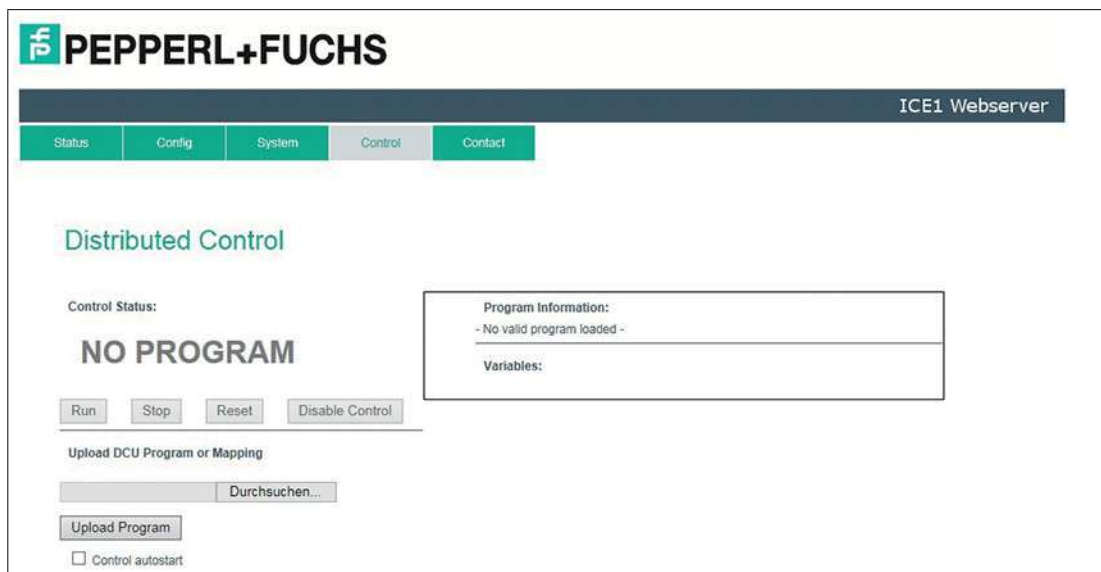 PEPPERL+FUCHS
ICE1 Webserver
Status Config System Control Contact
Distributed Control
Control Status:
NO PROGRAM
Run Stop Reset Disable Control
Program Information:
- No valid program loaded -
Variables:
Upload DCU Program or Mapping
Durchsuchen...
Upload Program
Control autostart